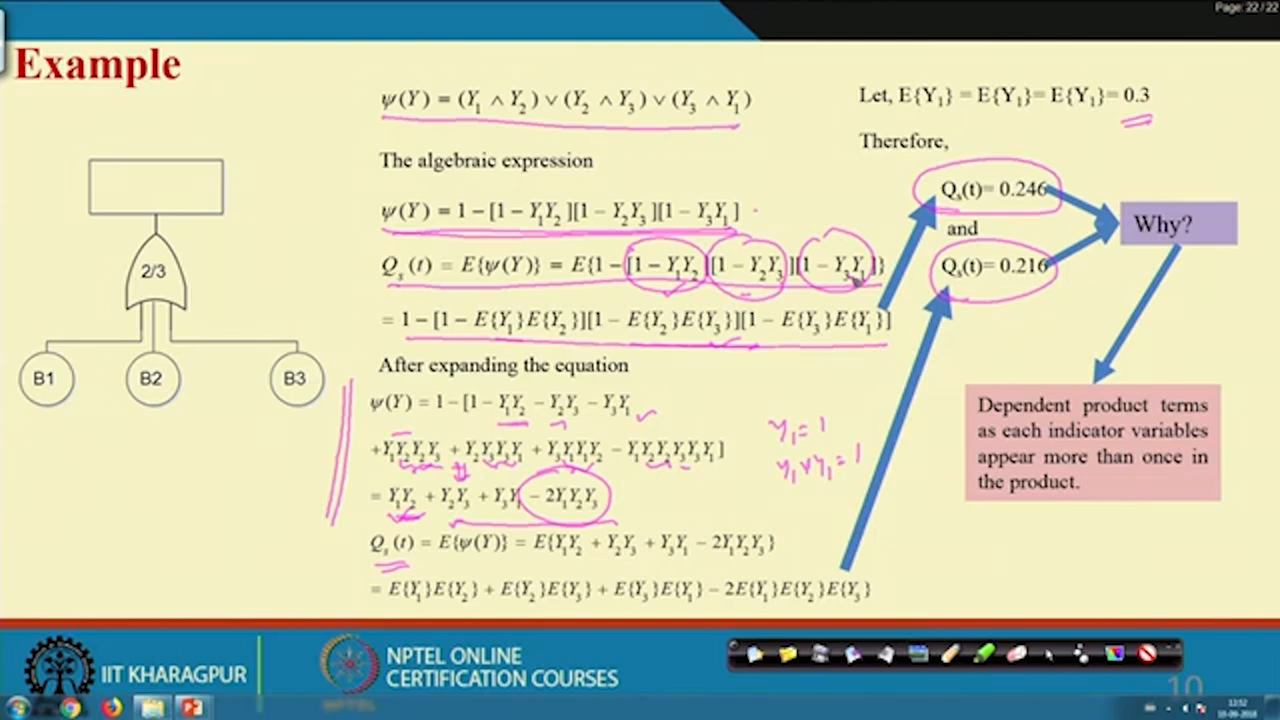 Page: 22 / 22
Example
2/3
B1 B2 B3
ψ(Y) = (Y₁ ∧ Y₂) ∨ (Y₂ ∧ Y₃) ∨ (Y₃ ∧ Y₁)
The algebraic expression
ψ(Y) = 1 − [1 − Y₁Y₂][1 − Y₂Y₃][1 − Y₃Y₁]
Qₛ(t) = E{ψ(Y)} = E{1 − [1 − Y₁Y₂][1 − Y₂Y₃][1 − Y₃Y₁]}
= 1 − [1 − E{Y₁}E{Y₂}][1 − E{Y₂}E{Y₃}][1 − E{Y₃}E{Y₁}]
After expanding the equation
ψ(Y) = 1 − [1 − Y₁Y₂ − Y₂Y₃ − Y₃Y₁
+Y₁Y₂Y₂Y₃ + Y₂Y₃Y₃Y₁ + Y₃Y₁Y₁Y₂ − Y₁Y₂Y₂Y₃Y₃Y₁]
= Y₁Y₂ + Y₂Y₃ + Y₃Y₁ − 2Y₁Y₂Y₃
Qₛ(t) = E{ψ(Y)} = E{Y₁Y₂ + Y₂Y₃ + Y₃Y₁ − 2Y₁Y₂Y₃}
= E{Y₁}E{Y₂} + E{Y₂}E{Y₃} + E{Y₃}E{Y₁} − 2E{Y₁}E{Y₂}E{Y₃}
y₁ = 1
y₁ × y₁ = 1
Let, E{Y₁} = E{Y₁}= E{Y₁}= 0.3
Therefore,
Qₛ(t)= 0.246
and
Qₛ(t)= 0.216
Why?
Dependent product terms
as each indicator variables
appear more than once in
the product.
IIT KHARAGPUR
NPTEL ONLINE
CERTIFICATION COURSES
10
12:52
10-09-2018